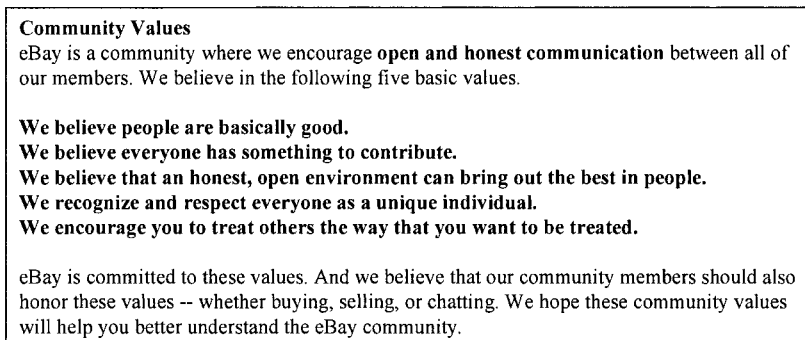 Community Values
eBay is a community where we encourage open and honest communication between all of
our members. We believe in the following five basic values.
We believe people are basically good.
We believe everyone has something to contribute.
We believe that an honest, open environment can bring out the best in people.
We recognize and respect everyone as a unique individual.
We encourage you to treat others the way that you want to be treated.
eBay is committed to these values. And we believe that our community members should also
honor these values -- whether buying, selling, or chatting. We hope these community values
will help you better understand the eBay community.